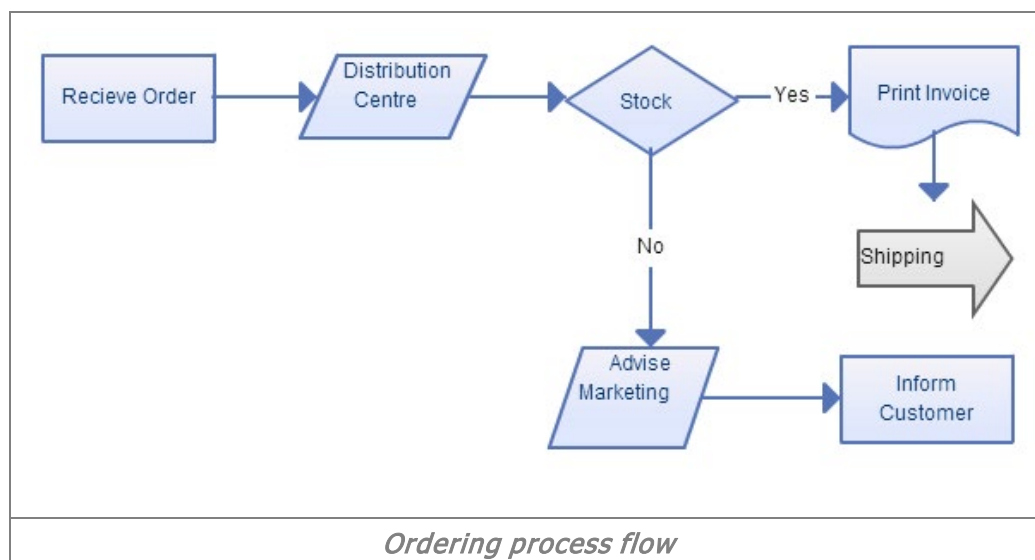 Recieve Order
Distribution
Centre
Stock
Yes
Print Invoice
No
Shipping
Advise
Marketing
Inform
Customer
Ordering process flow